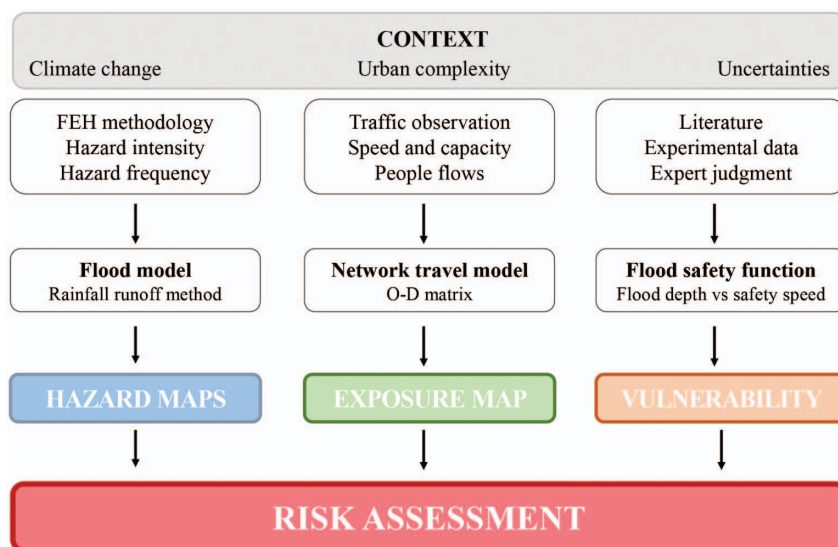 CONTEXT
Climate change Urban complexity Uncertainties
FEH methodology
Hazard intensity
Hazard frequency
Traffic observation
Speed and capacity
People flows
Literature
Experimental data
Expert judgment
Flood model
Rainfall runoff method
Network travel model
O-D matrix
Flood safety function
Flood depth vs safety speed
HAZARD MAPS
EXPOSURE MAP
VULNERABILITY
RISK ASSESSMENT